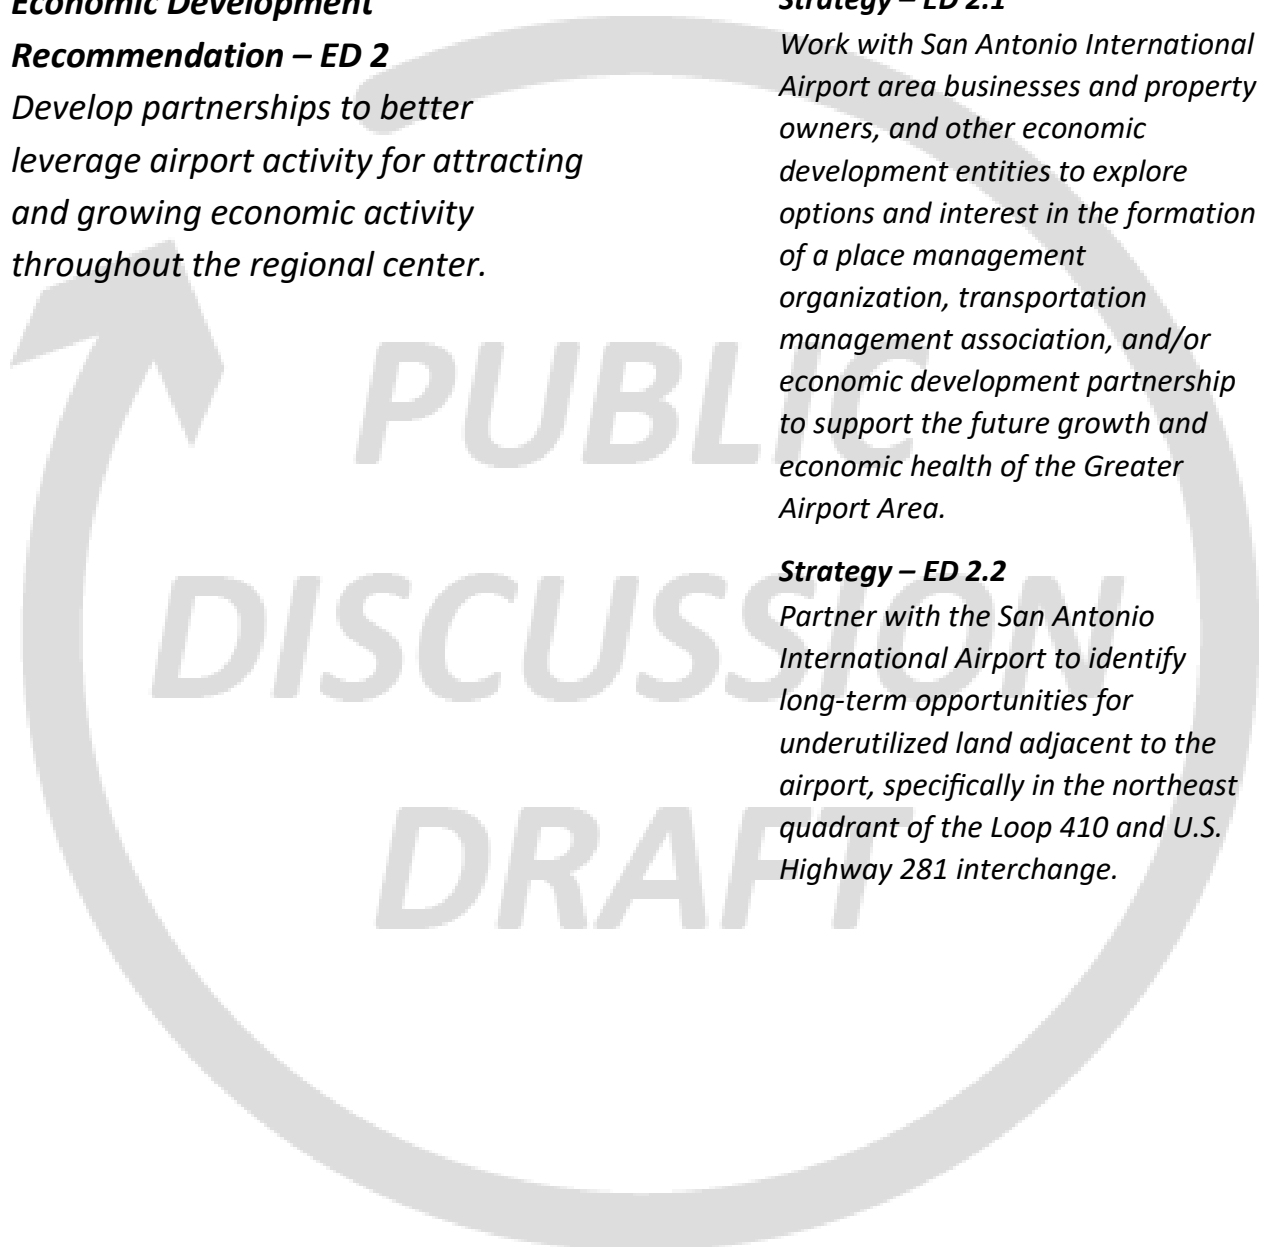 Economic Development
Recommendation – ED 2
Develop partnerships to better
leverage airport activity for attracting
and growing economic activity
throughout the regional center.
Strategy – ED 2.1
Work with San Antonio International
Airport area businesses and property
owners, and other economic
development entities to explore
options and interest in the formation
of a place management
organization, transportation
management association, and/or
economic development partnership
to support the future growth and
economic health of the Greater
Airport Area.
Strategy – ED 2.2
Partner with the San Antonio
International Airport to identify
long-term opportunities for
underutilized land adjacent to the
airport, specifically in the northeast
quadrant of the Loop 410 and U.S.
Highway 281 interchange.
PUBLIC
DISCUSSION
DRAFT